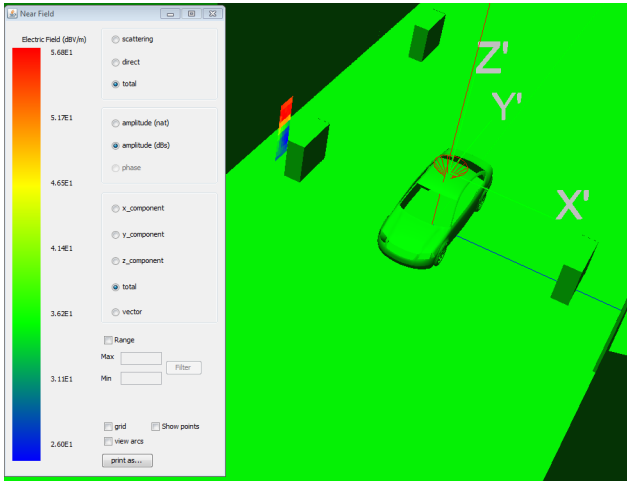 Near Field
Electric Field (dBV/m)
5.68E1
5.17E1
4.65E1
4.14E1
3.62E1
3.11E1
2.60E1
scattering
direct
total
amplitude (nat)
amplitude (dBs)
phase
x_component
y_component
z_component
total
vector
Range
Max
Min
Filter
grid
Show points
view arcs
print as...
Z'
Y'
X'